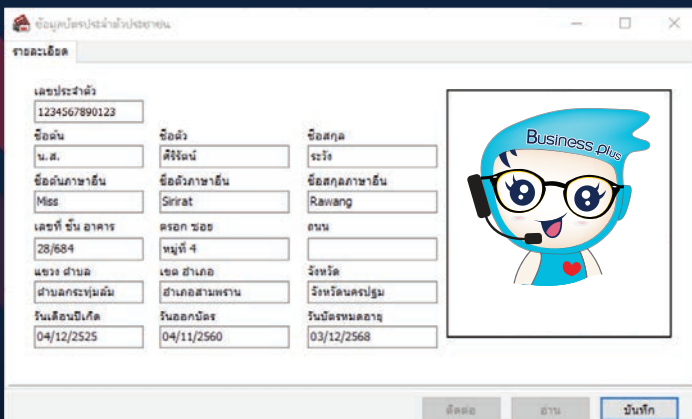 ข้อมูลบัตรประจำตัวประชาชน
รายละเอียด
เลขประจำตัว
1234567890123
ชื่อต้น ชื่อตัว ชื่อสกุล
น.ส. ศิริรัตน์ ระวัง
ชื่อต้นภาษาอื่น ชื่อตัวภาษาอื่น ชื่อสกุลภาษาอื่น
Miss Sirirat Rawang
เลขที่ ชั้น อาคาร ตรอก ซอย ถนน
28/684 หมู่ที่ 4
แขวง ตำบล เขต อำเภอ จังหวัด
ตำบลกระทุ่มล้ม อำเภอสามพราน จังหวัดนครปฐม
วันเดือนปีเกิด วันออกบัตร วันบัตรหมดอายุ
04/12/2525 04/11/2560 03/12/2568
Business Plus
ติดต่อ อ่าน บันทึก